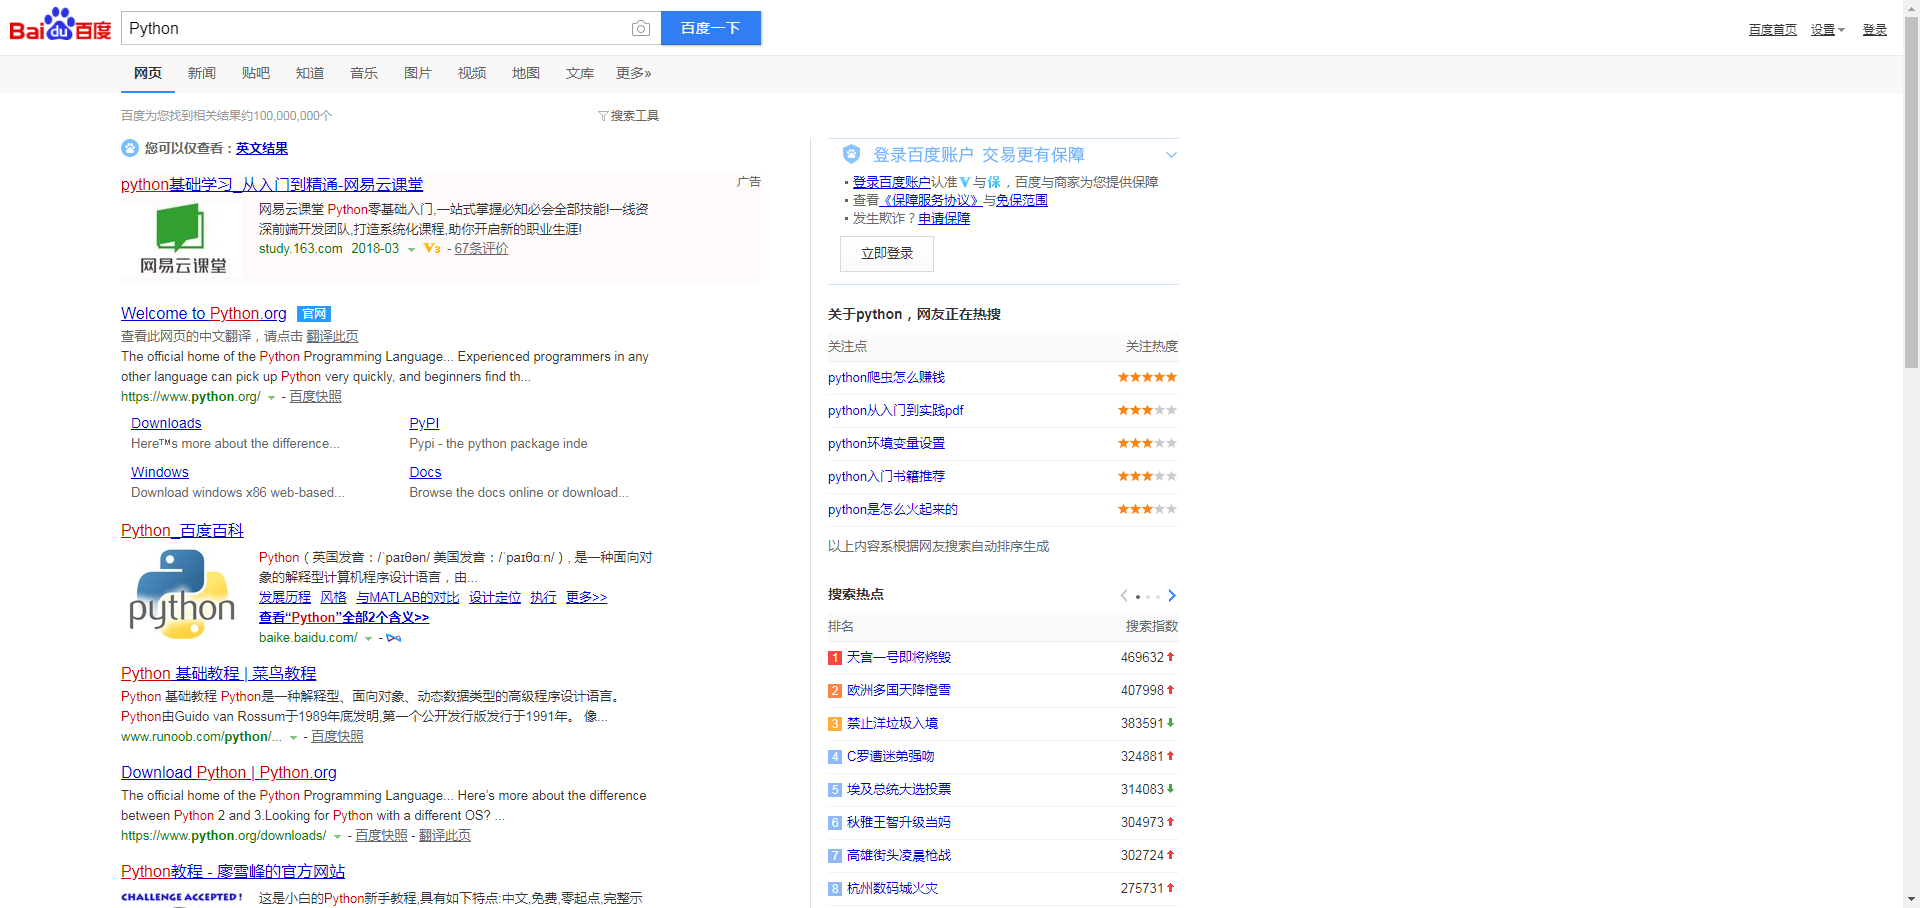 Baidu百度
Python
百度一下
百度首页 设置 登录
网页 新闻 贴吧 知道 音乐 图片 视频 地图 文库 更多»
百度为您找到相关结果约100,000,000个
搜索工具
您可以仅查看：英文结果
python基础学习_从入门到精通-网易云课堂
广告
网易云课堂
网易云课堂 Python零基础入门,一站式掌握必知必会全部技能!一线资
深前端开发团队,打造系统化课程,助你开启新的职业生涯!
study.163.com 2018-03 V3 - 67条评价
Welcome to Python.org 官网
查看此网页的中文翻译，请点击 翻译此页
The official home of the Python Programming Language... Experienced programmers in any
other language can pick up Python very quickly, and beginners find th...
https://www.python.org/ - 百度快照
Downloads
Here™s more about the difference...
PyPI
Pypi - the python package inde
Windows
Download windows x86 web-based...
Docs
Browse the docs online or download...
Python_百度百科
python
Python（英国发音：/ˈpaɪθən/ 美国发音：/ˈpaɪθɑːn/）, 是一种面向对
象的解释型计算机程序设计语言，由...
发展历程 风格 与MATLAB的对比 设计定位 执行 更多>>
查看“Python”全部2个含义>>
baike.baidu.com/ -
Python 基础教程 | 菜鸟教程
Python 基础教程 Python是一种解释型、面向对象、动态数据类型的高级程序设计语言。
Python由Guido van Rossum于1989年底发明,第一个公开发行版发行于1991年。 像...
www.runoob.com/python/... - 百度快照
Download Python | Python.org
The official home of the Python Programming Language... Here's more about the difference
between Python 2 and 3.Looking for Python with a different OS? ...
https://www.python.org/downloads/ - 百度快照 - 翻译此页
Python教程 - 廖雪峰的官方网站
CHALLENGE ACCEPTED!
这是小白的Python新手教程,具有如下特点:中文,免费,零起点,完整示
登录百度账户 交易更有保障
登录百度账户认准V与保，百度与商家为您提供保障
查看《保障服务协议》与免保范围
发生欺诈？申请保障
立即登录
关于python，网友正在热搜
关注点 关注热度
python爬虫怎么赚钱
python从入门到实践pdf
python环境变量设置
python入门书籍推荐
python是怎么火起来的
以上内容系根据网友搜索自动排序生成
搜索热点
排名 搜索指数
1 天宫一号即将烧毁 469632
2 欧洲多国天降橙雪 407998
3 禁止洋垃圾入境 383591
4 C罗遭迷弟强吻 324881
5 埃及总统大选投票 314083
6 秋雅王智升级当妈 304973
7 高雄街头凌晨枪战 302724
8 杭州数码城火灾 275731